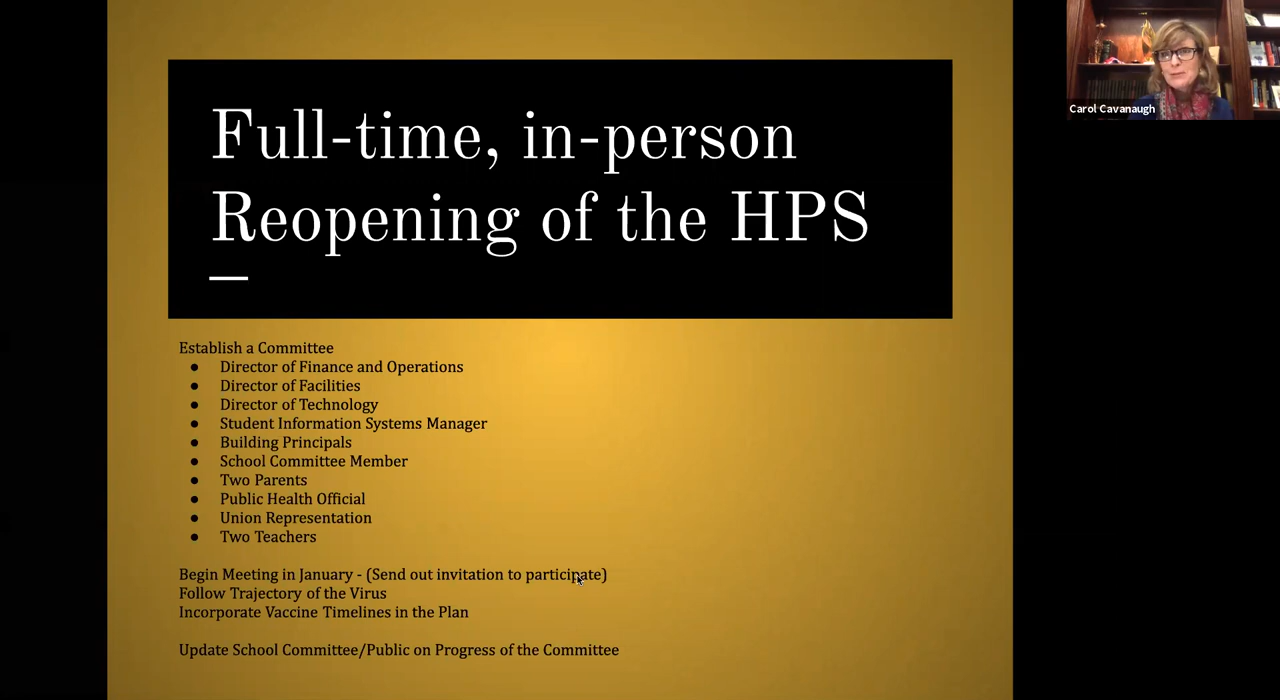 Full-time, in-person
Reopening of the HPS
Establish a Committee
● Director of Finance and Operations
● Director of Facilities
● Director of Technology
● Student Information Systems Manager
● Building Principals
● School Committee Member
● Two Parents
● Public Health Official
● Union Representation
● Two Teachers
Begin Meeting in January - (Send out invitation to participate)
Follow Trajectory of the Virus
Incorporate Vaccine Timelines in the Plan
Update School Committee/Public on Progress of the Committee
Carol Cavanaugh